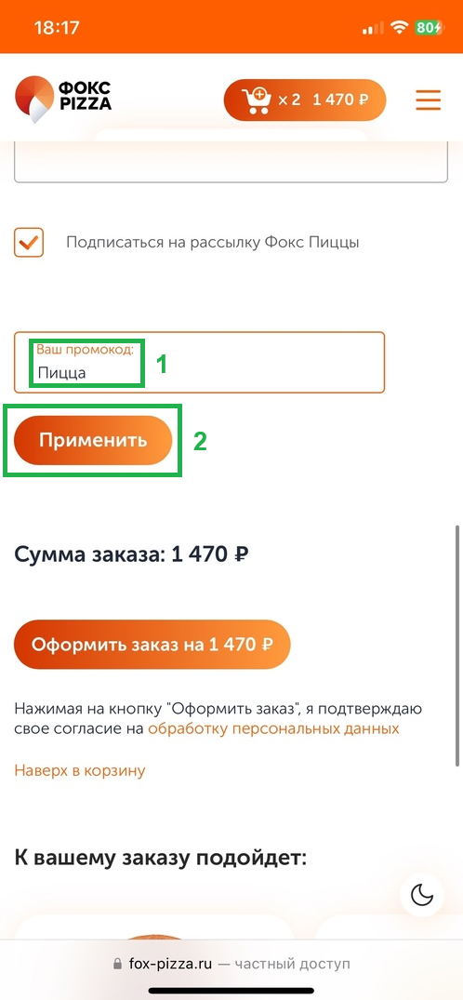 18:17
80
ФОКС
PIZZA
× 2 1 470 ₽
Подписаться на рассылку Фокс Пиццы
Ваш промокод:
Пицца
1
Применить
2
Сумма заказа: 1 470 ₽
Оформить заказ на 1 470 ₽
Нажимая на кнопку "Оформить заказ", я подтверждаю
свое согласие на обработку персональных данных
Наверх в корзину
К вашему заказу подойдет:
fox-pizza.ru — частный доступ